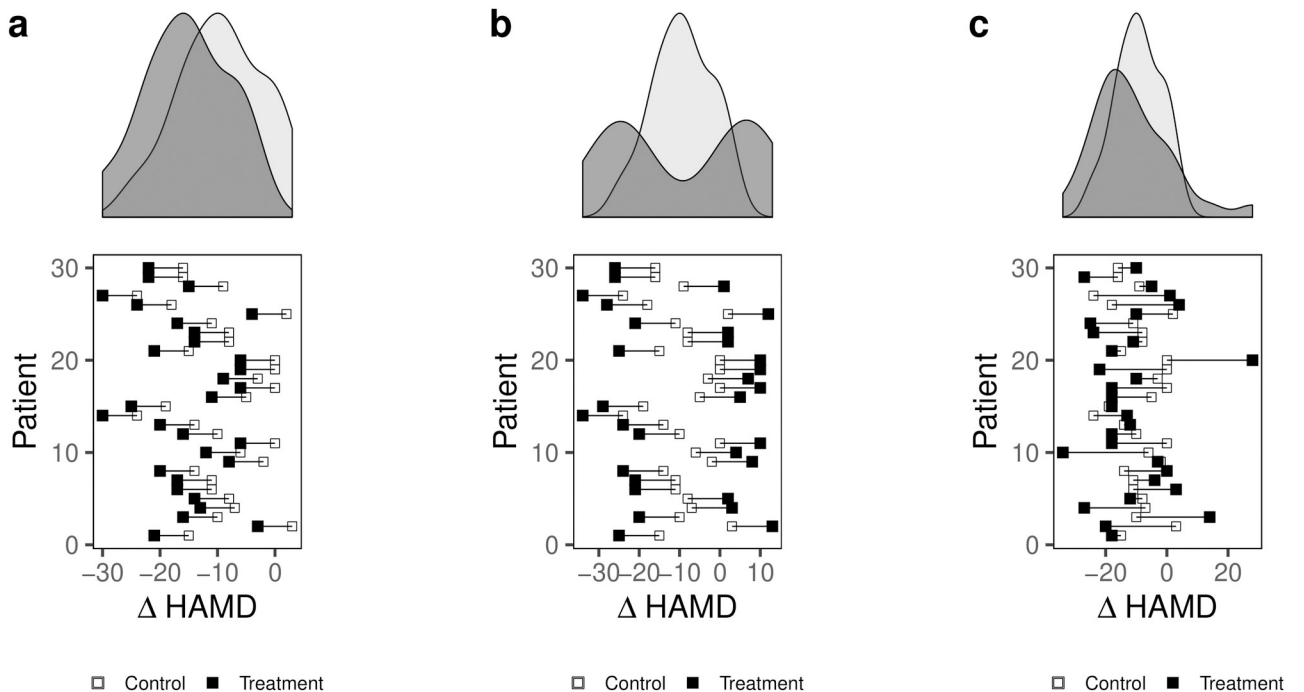 a b c
30 30 30
20 20 20
Patient Patient Patient
10 10 10
0 0 0
−30 −20 −10 0 −30 −20 −10 0 10 −20 0 20
Δ HAMD Δ HAMD Δ HAMD
Control Treatment Control Treatment Control Treatment